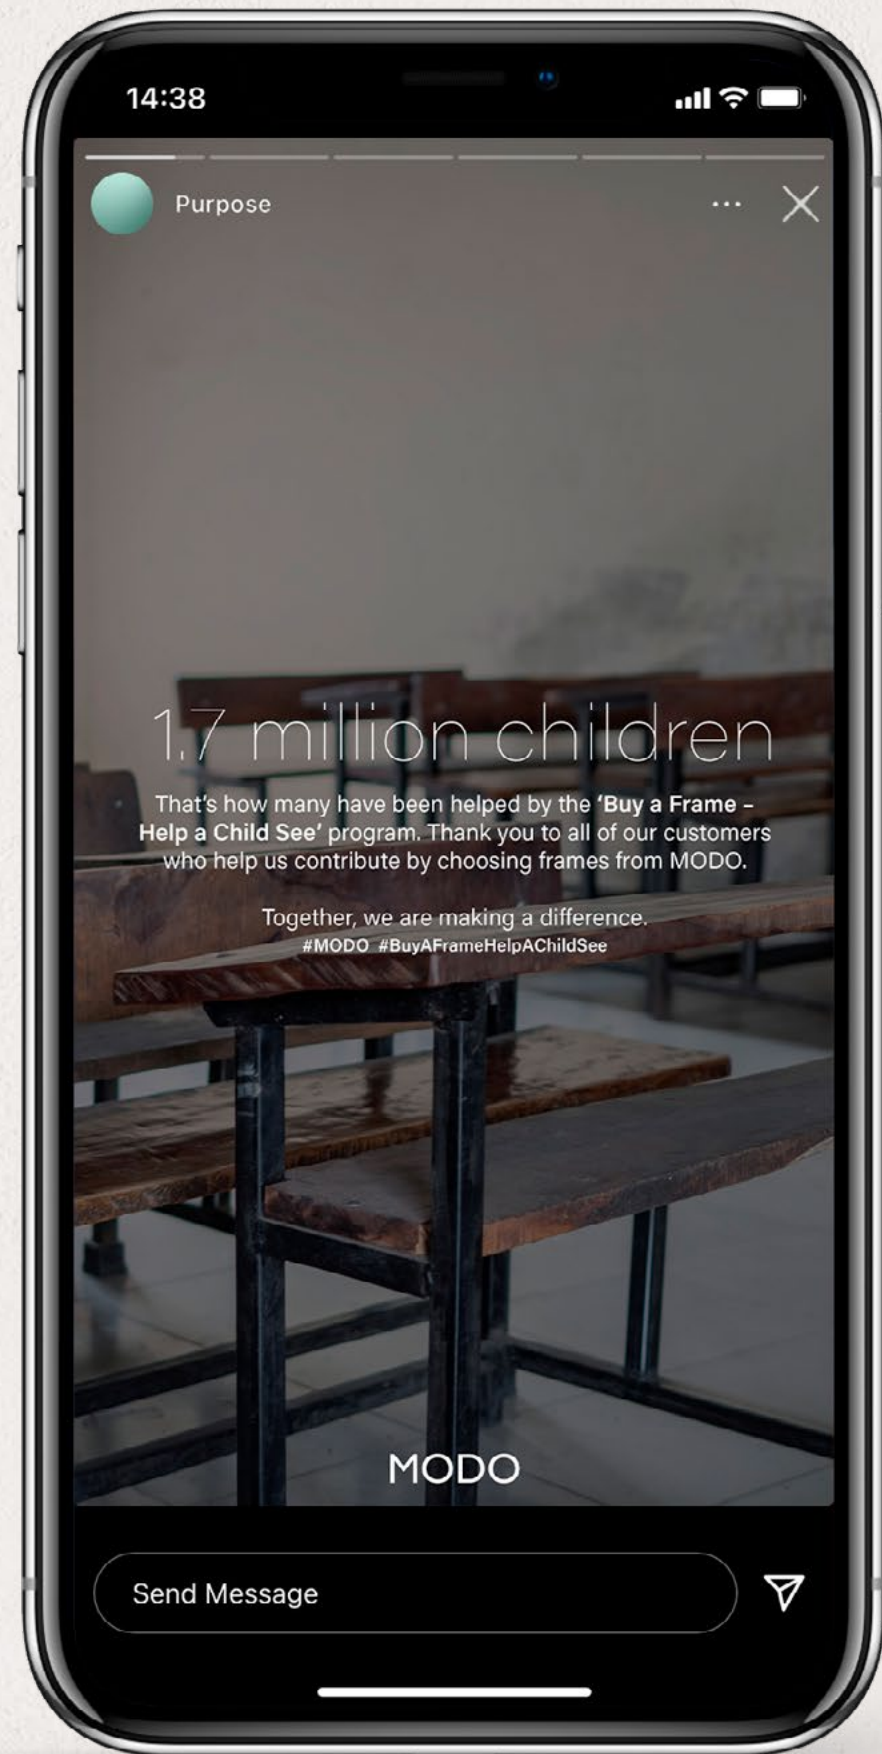 14:38
Purpose
1.7 million children
That's how many have been helped by the ‘Buy a Frame –
Help a Child See’ program. Thank you to all of our customers
who help us contribute by choosing frames from MODO.
Together, we are making a difference.
#MODO #BuyAFrameHelpAChildSee
MODO
Send Message